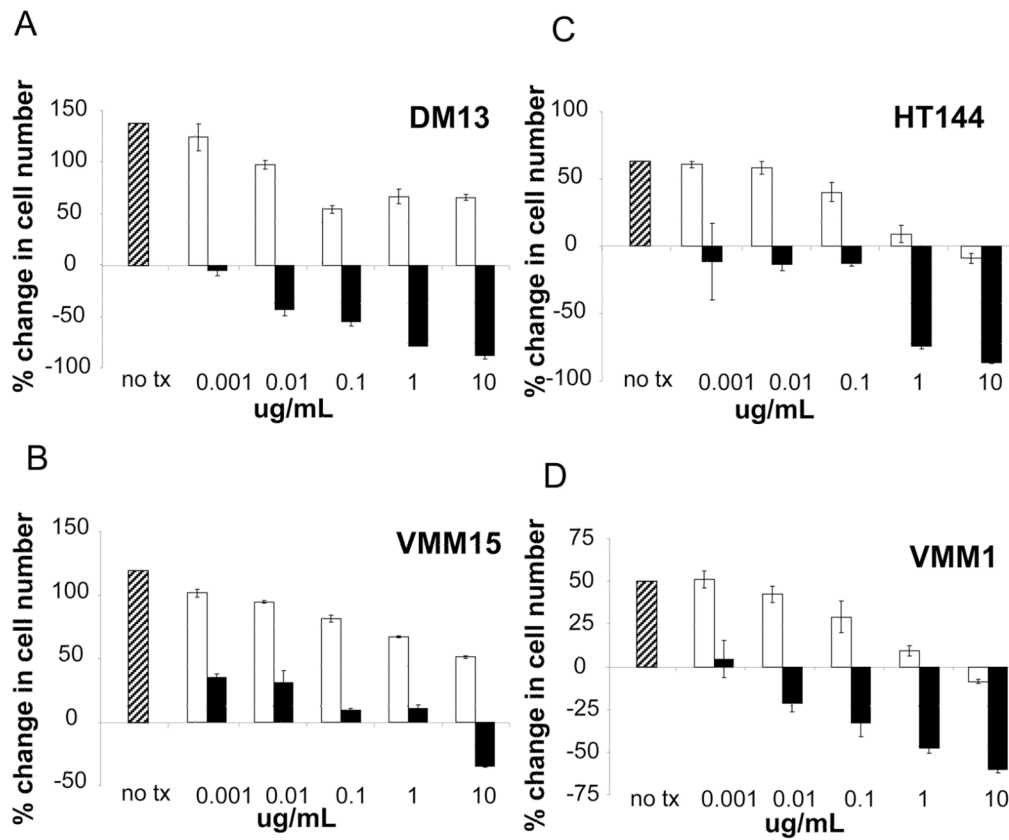 A
% change in cell number
DM13
150
100
50
0
-50
-100
no tx 0.001 0.01 0.1 1 10
ug/mL
C
% change in cell number
HT144
100
50
0
-50
-100
no tx 0.001 0.01 0.1 1 10
ug/mL
B
% change in cell number
VMM15
150
100
50
0
-50
no tx 0.001 0.01 0.1 1 10
ug/mL
D
% change in cell number
VMM1
75
50
25
0
-25
-50
-75
no tx 0.001 0.01 0.1 1 10
ug/mL